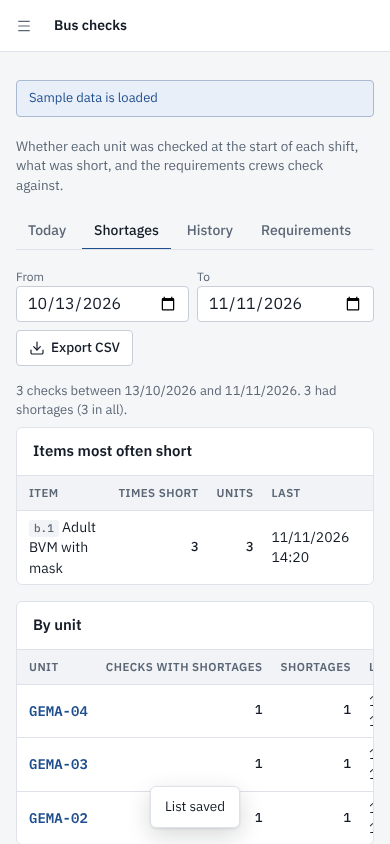 Bus checks
Sample data is loaded
Whether each unit was checked at the start of each shift,
what was short, and the requirements crews check
against.
Today Shortages History Requirements
From To
10/13/2026 11/11/2026
Export CSV
3 checks between 13/10/2026 and 11/11/2026. 3 had
shortages (3 in all).
Items most often short
ITEM TIMES SHORT UNITS LAST
b.1 Adult
BVM with
mask
3 3
11/11/2026
14:20
By unit
UNIT CHECKS WITH SHORTAGES SHORTAGES
GEMA-04 1 1
GEMA-03 1 1
GEMA-02 1 1
List saved